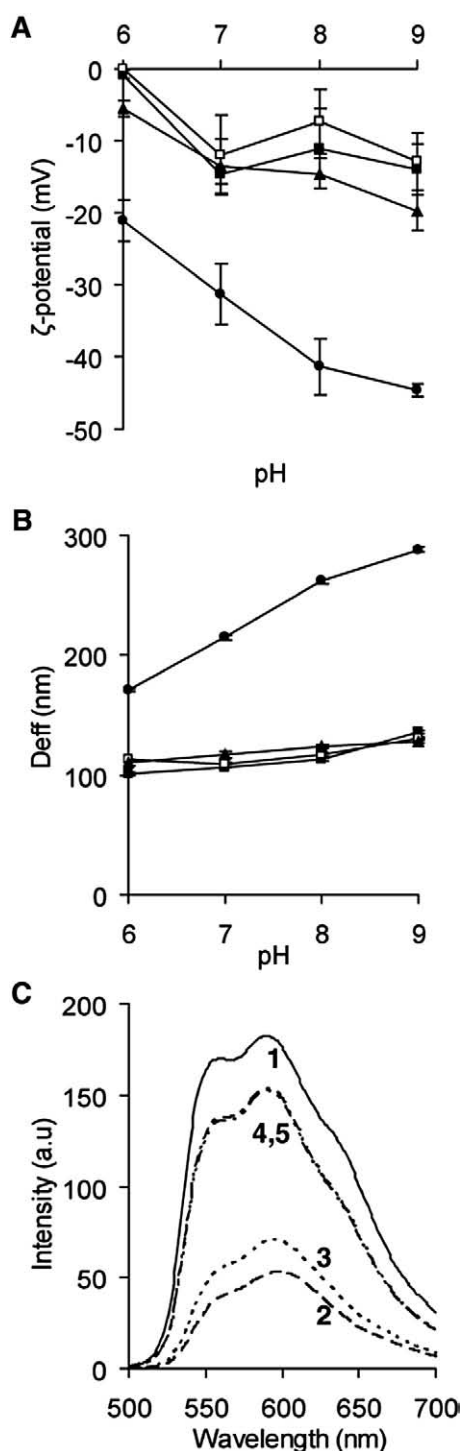 A
6 7 8 9
0
-10
-20
-30
-40
-50
ζ-potential (mV)
pH
B
300
200
100
0
Deff (nm)
6 7 8 9
pH
C
200
150
100
50
0
Intensity (a.u)
1
4,5
3
2
500 550 600 650 700
Wavelength (nm)